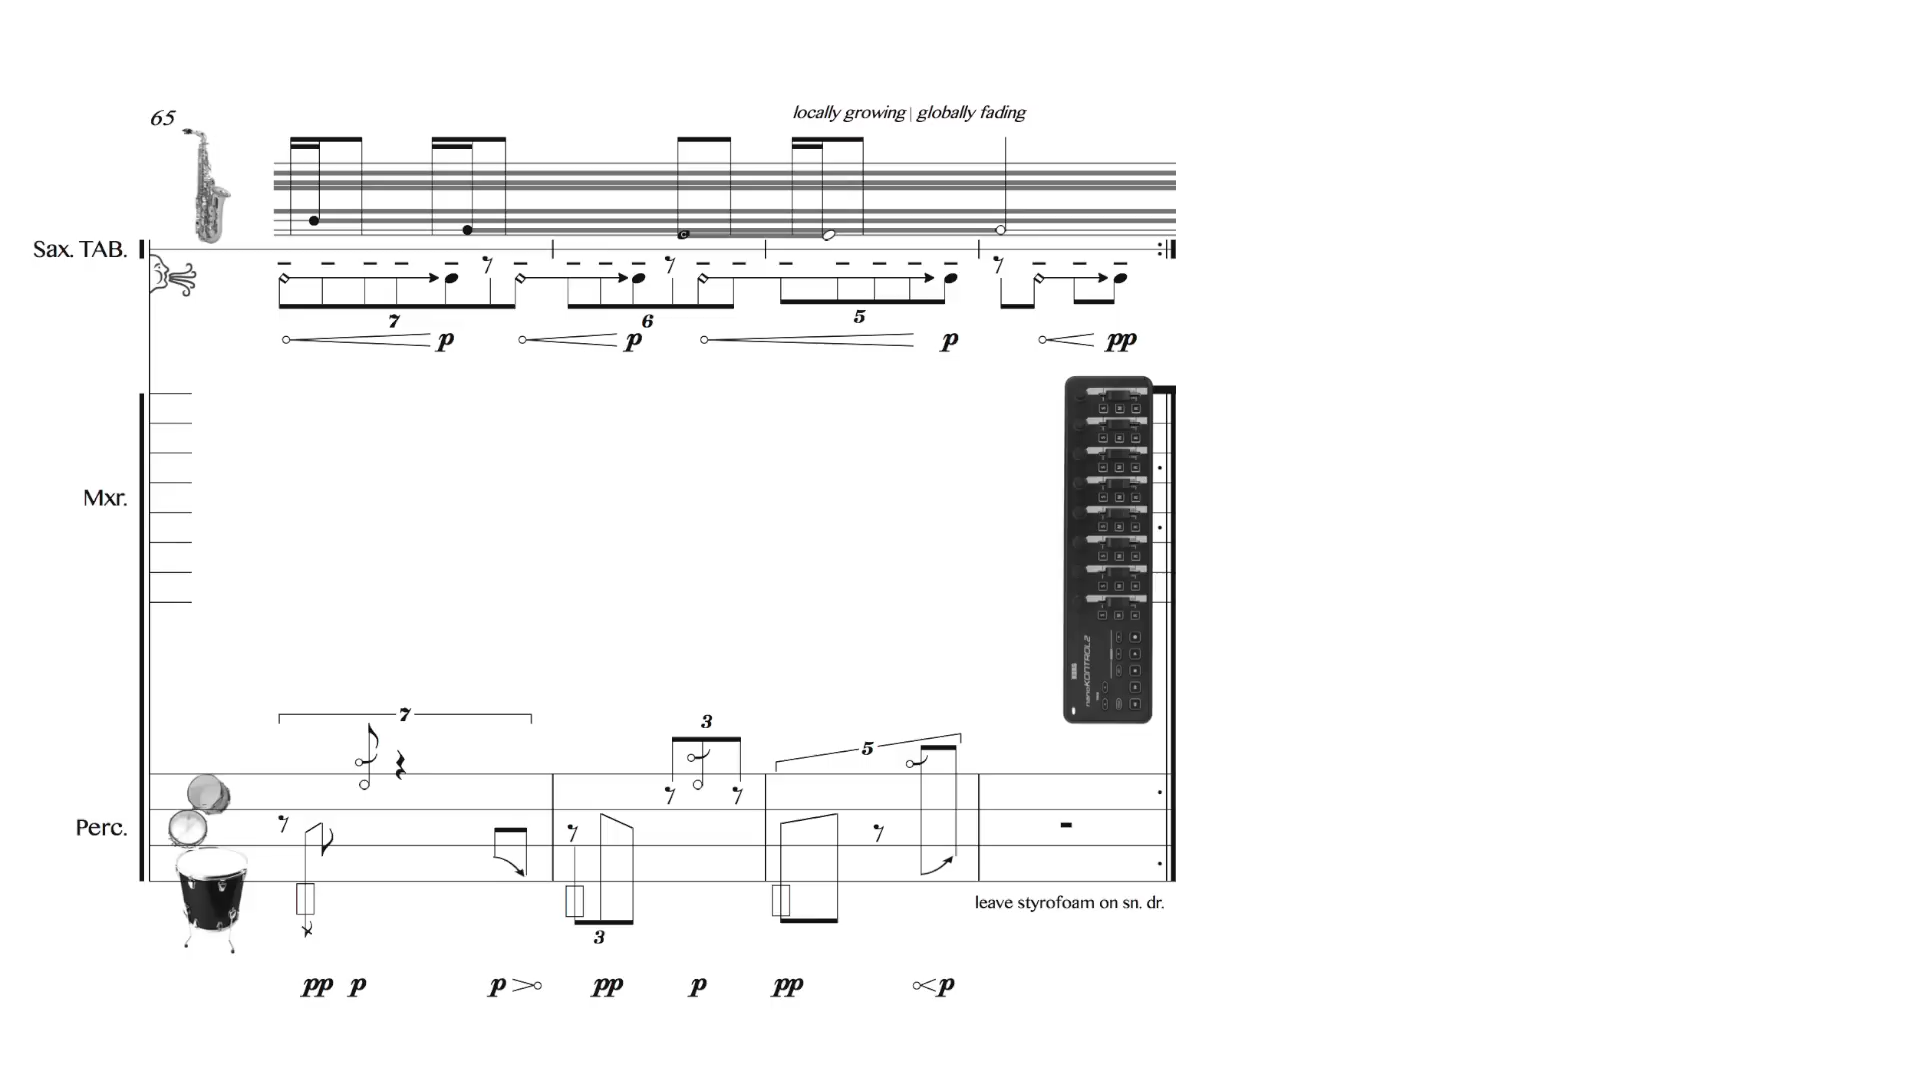 65
locally growing | globally fading
Sax. TAB.
7
6
5
p
p
p
pp
Mxr.
nanoKONTROL2
7
3
5
Perc.
leave styrofoam on sn. dr.
3
pp p p pp p pp p